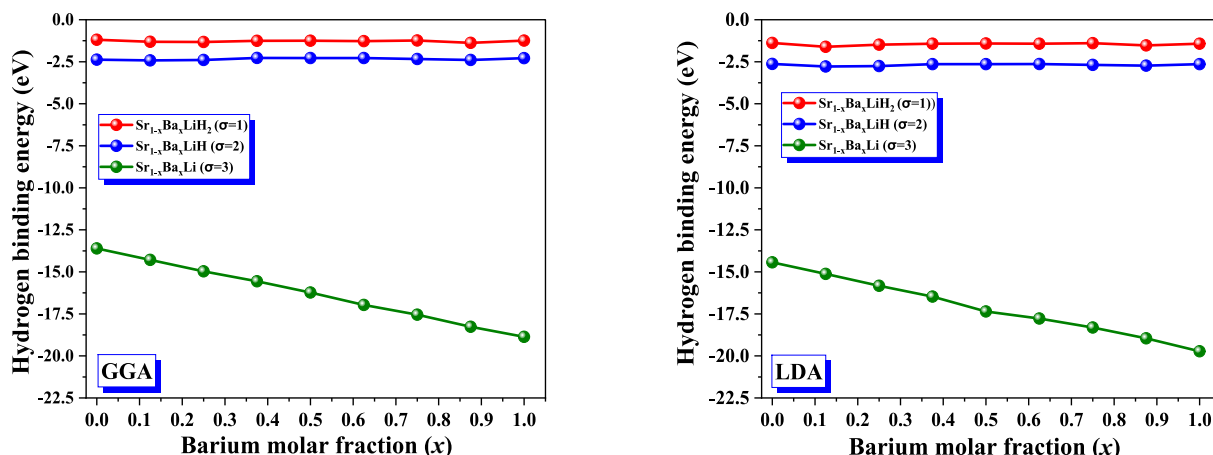 Hydrogen binding energy (eV)
0.0
-2.5
-5.0
-7.5
-10.0
-12.5
-15.0
-17.5
-20.0
-22.5
Sr₁₋ₓBaₓLiH₂ (σ=1)
Sr₁₋ₓBaₓLiH (σ=2)
Sr₁₋ₓBaₓLi (σ=3)
GGA
0.0 0.1 0.2 0.3 0.4 0.5 0.6 0.7 0.8 0.9 1.0
Barium molar fraction (x)
Hydrogen binding energy (eV)
0.0
-2.5
-5.0
-7.5
-10.0
-12.5
-15.0
-17.5
-20.0
-22.5
Sr₁₋ₓBaₓLiH₂ (σ=1))
Sr₁₋ₓBaₓLiH (σ=2)
Sr₁₋ₓBaₓLi (σ=3)
LDA
0.0 0.1 0.2 0.3 0.4 0.5 0.6 0.7 0.8 0.9 1.0
Barium molar fraction (x)